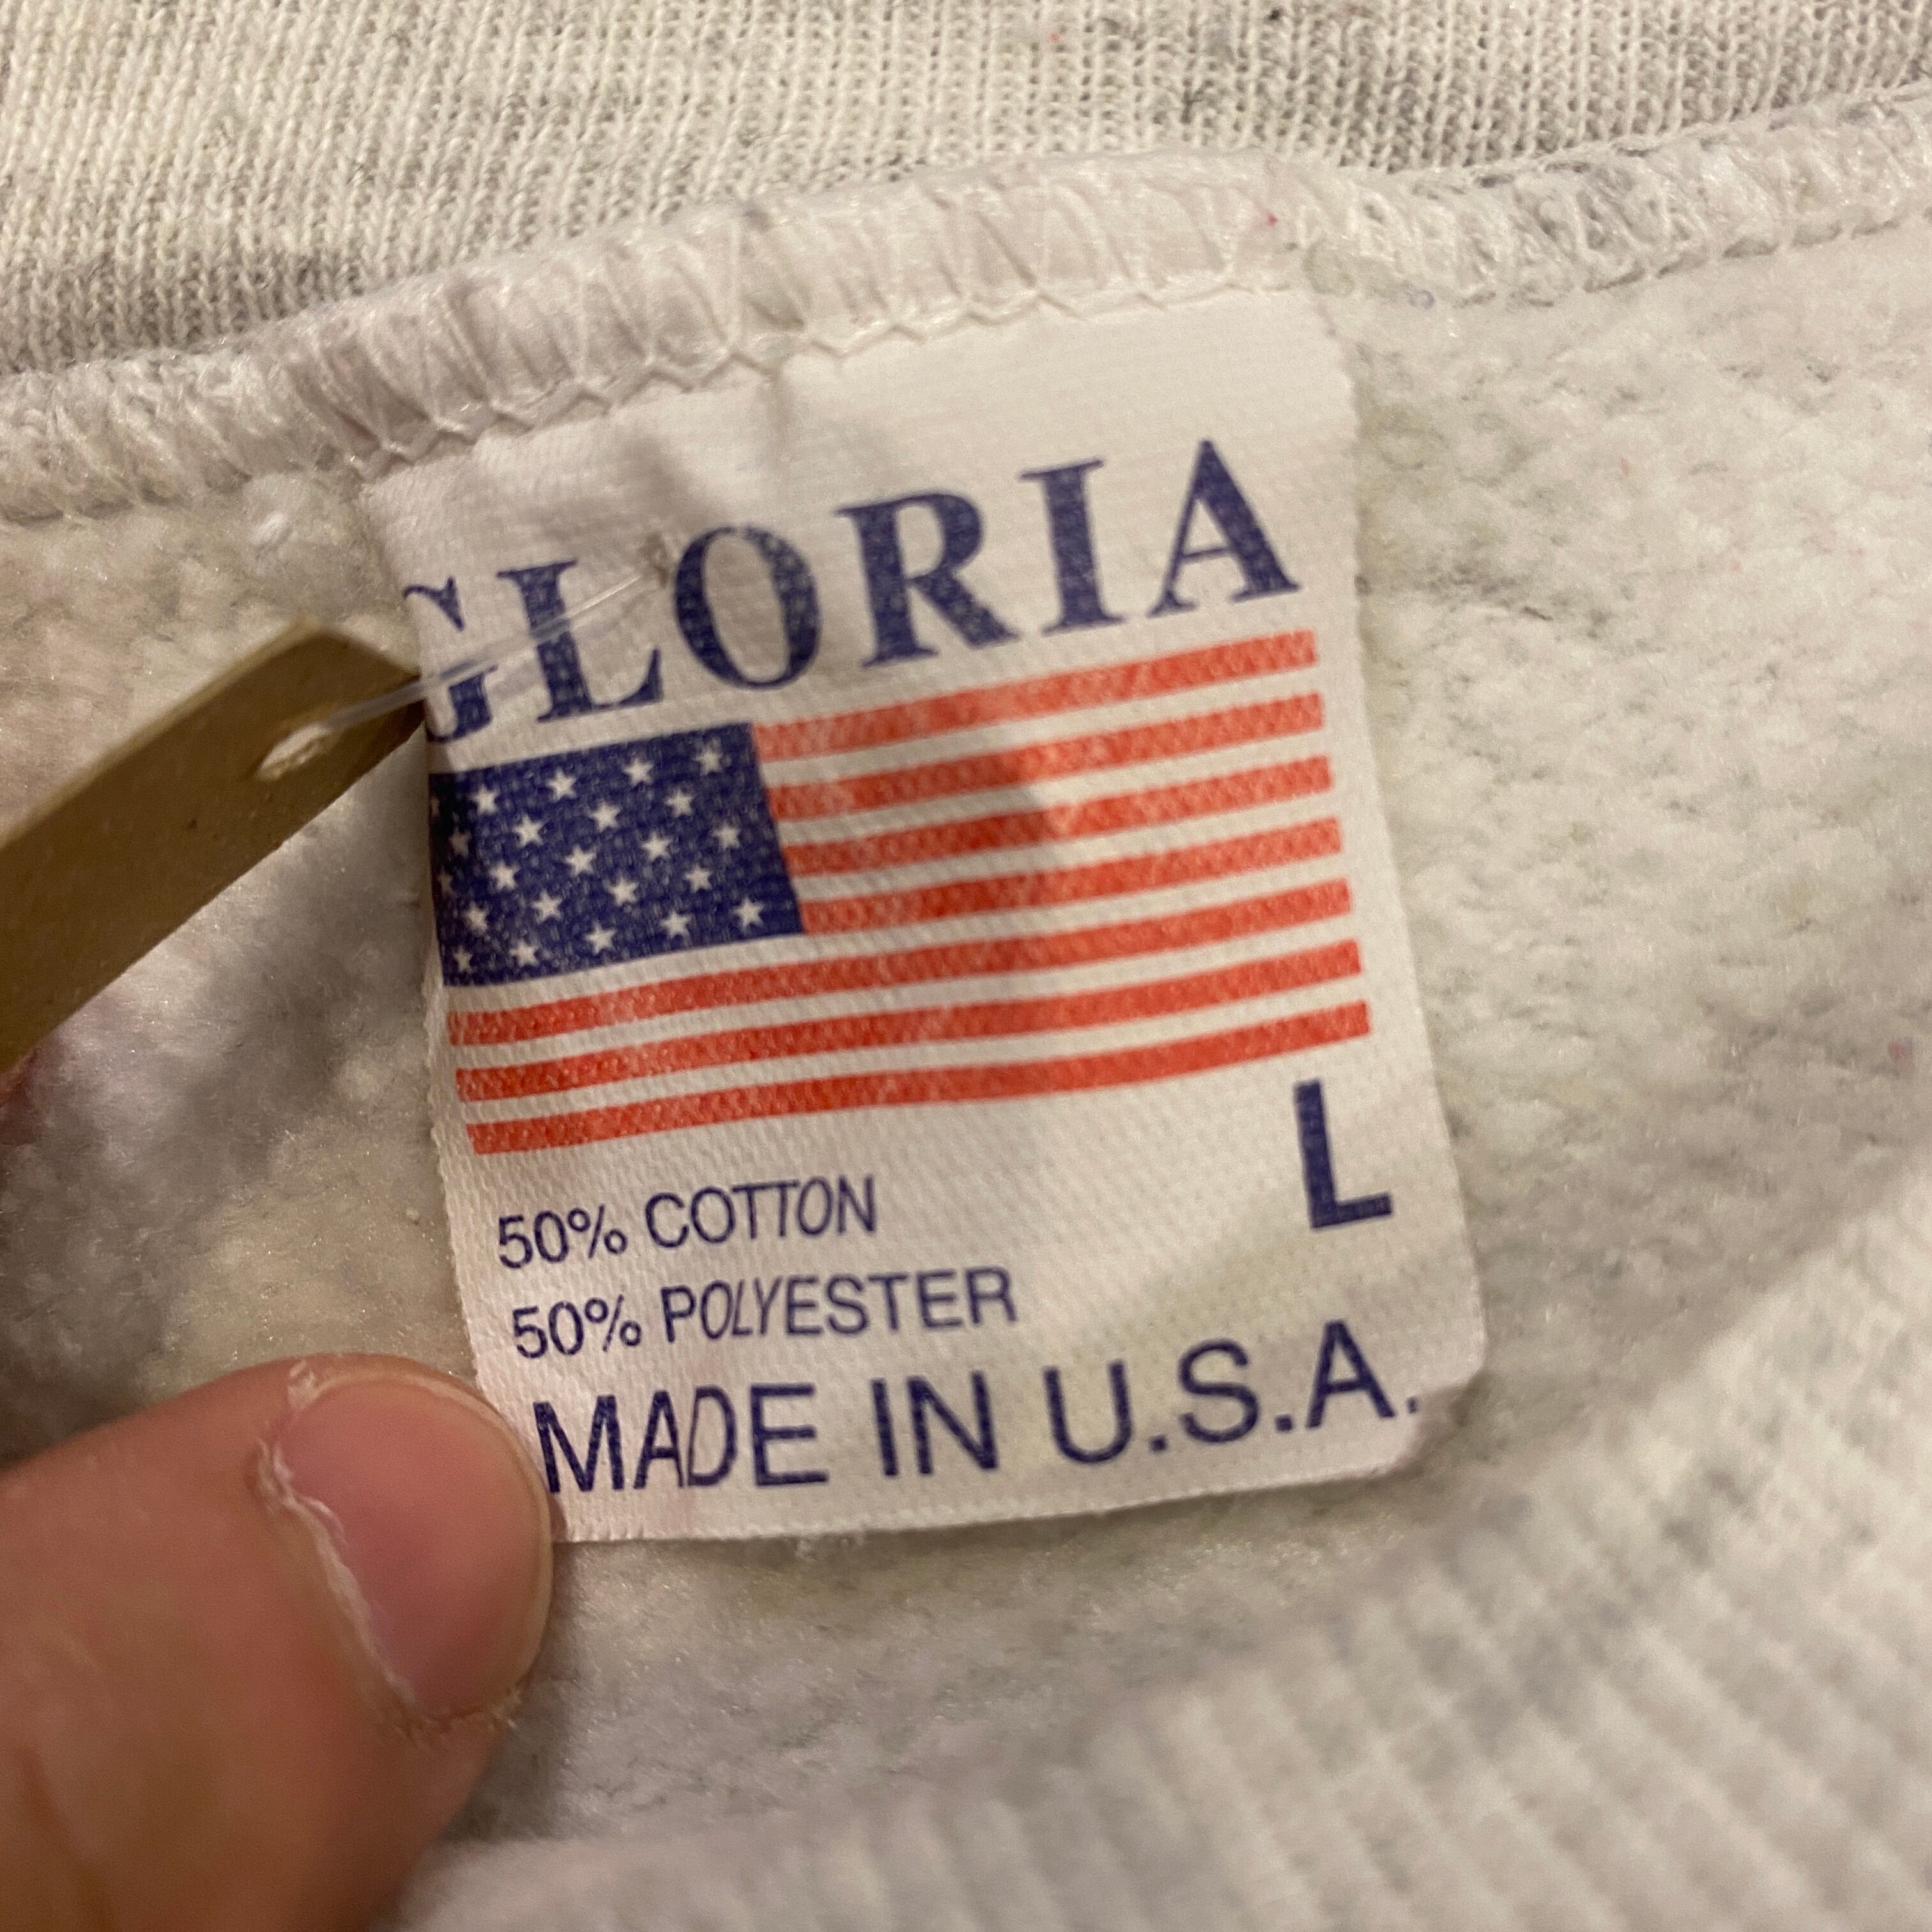 GLORIA
L
50% COTTON
50% POLYESTER
MADE IN U.S.A.